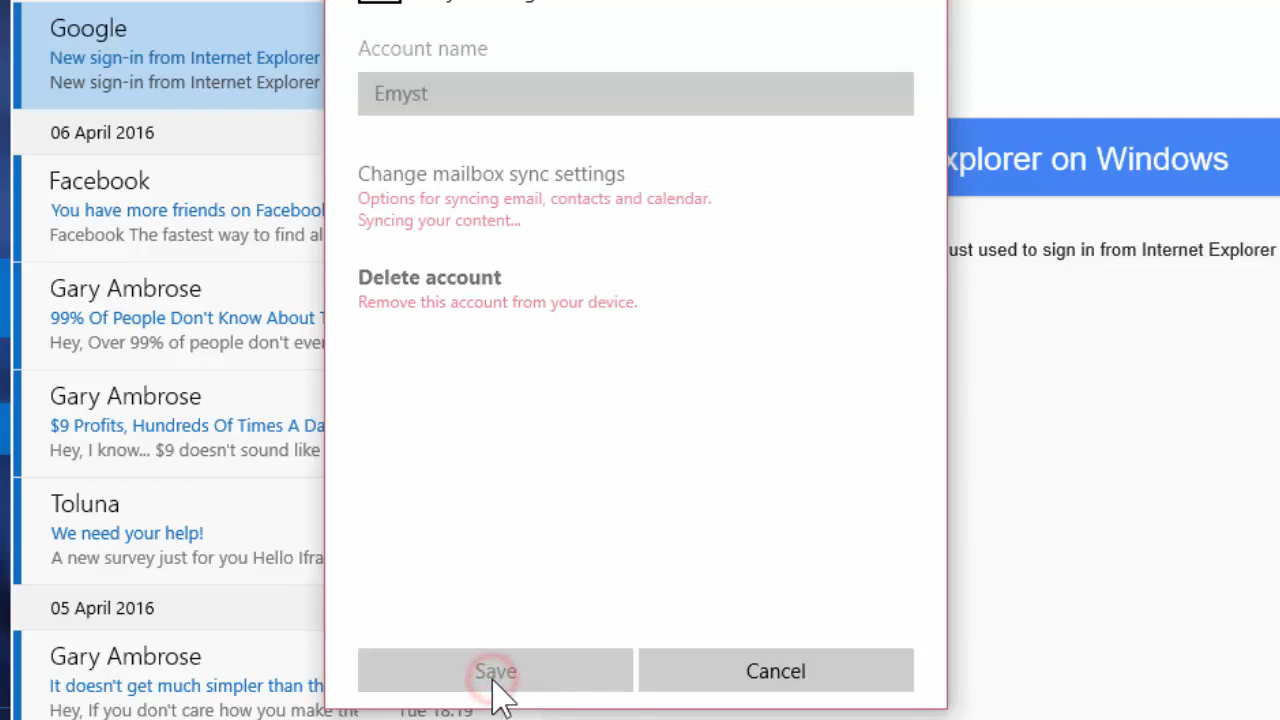 Google
New sign-in from Internet Explorer
New sign-in from Internet Explorer
06 April 2016
Facebook
You have more friends on Facebook
Facebook The fastest way to find al
Gary Ambrose
99% Of People Don't Know About T
Hey, Over 99% of people don't eve
Gary Ambrose
$9 Profits, Hundreds Of Times A Da
Hey, I know... $9 doesn't sound like
Toluna
We need your help!
A new survey just for you Hello Ifra
05 April 2016
Gary Ambrose
It doesn't get much simpler than th
Hey, If you don't care how you make the
Tue 18:19
Account name
Emyst
Change mailbox sync settings
Options for syncing email, contacts and calendar.
Syncing your content...
Delete account
Remove this account from your device.
Save
Cancel
xplorer on Windows
ust used to sign in from Internet Explorer